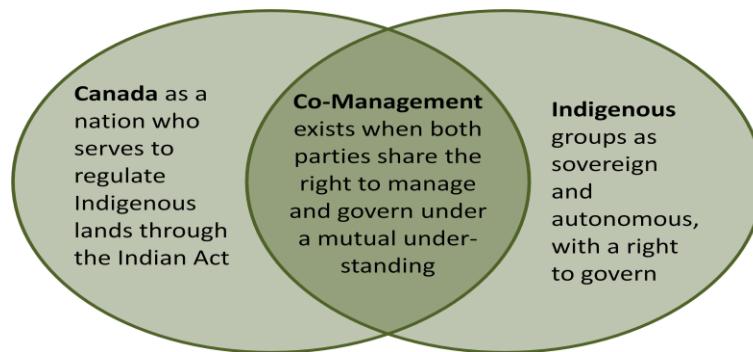 Canada as a
nation who
serves to
regulate
Indigenous
lands through
the Indian Act
Co-Management
exists when both
parties share the
right to manage
and govern under
a mutual under-
standing
Indigenous
groups as
sovereign
and
autonomous,
with a right
to govern